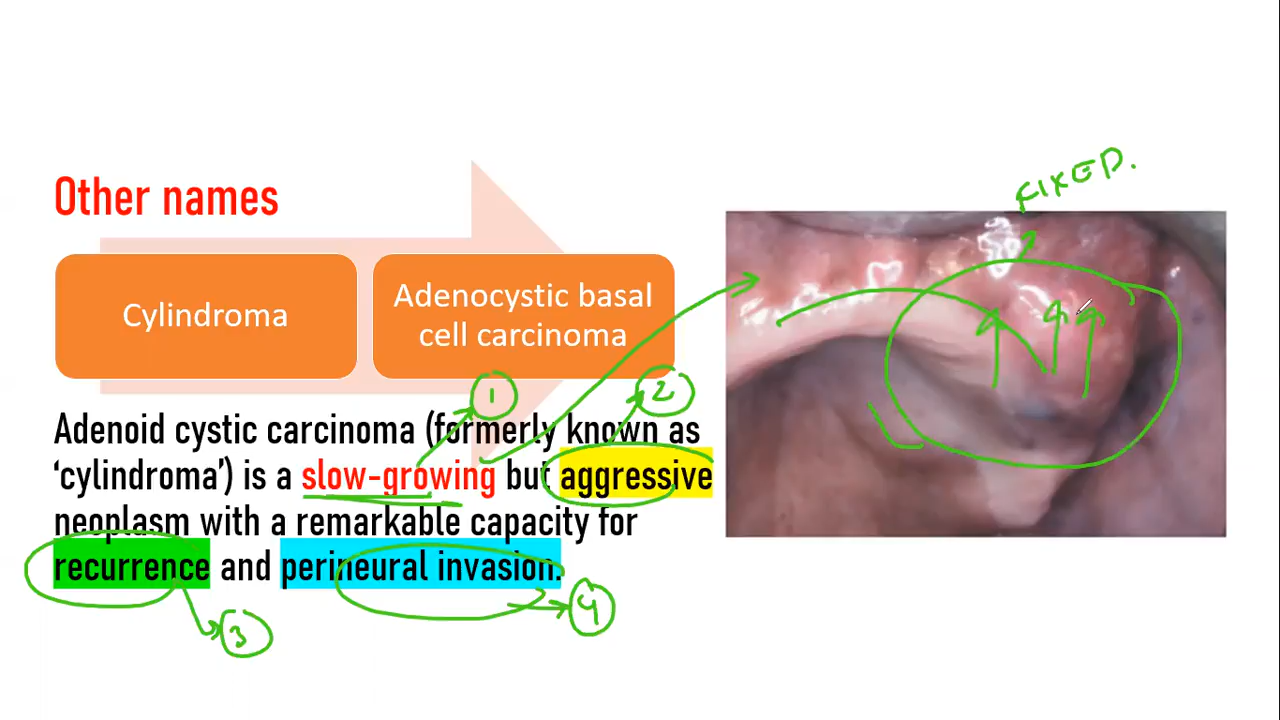 Other names
Cylindroma
Adenocystic basal
cell carcinoma
Adenoid cystic carcinoma (formerly known as
‘cylindroma’) is a slow-growing but aggressive
neoplasm with a remarkable capacity for
recurrence and perineural invasion.
1
2
3
4
FIXED.